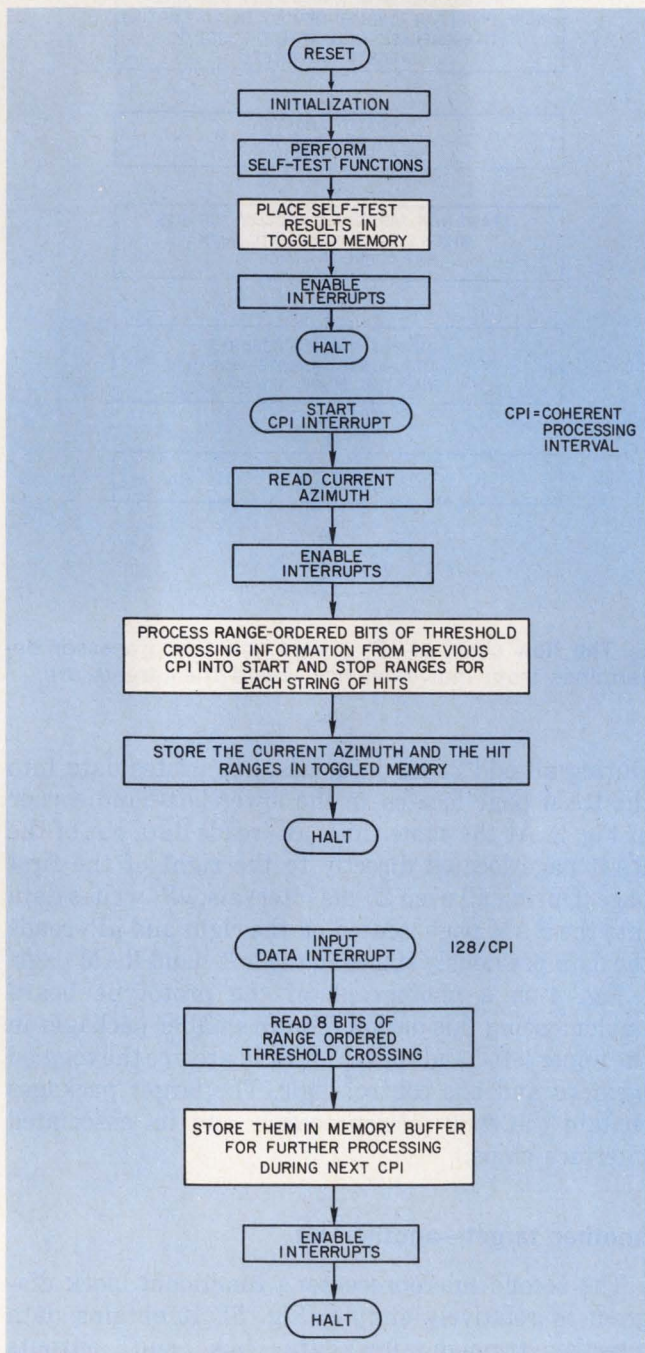 RESET
INITIALIZATION
PERFORM
SELF-TEST FUNCTIONS
PLACE SELF-TEST
RESULTS IN
TOGGLED MEMORY
ENABLE
INTERRUPTS
HALT
START
CPI INTERRUPT
CPI=COHERENT
PROCESSING
INTERVAL
READ CURRENT
AZIMUTH
ENABLE
INTERRUPTS
PROCESS RANGE-ORDERED BITS OF THRESHOLD
CROSSING INFORMATION FROM PREVIOUS
CPI INTO START AND STOP RANGES FOR
EACH STRING OF HITS
STORE THE CURRENT AZIMUTH AND THE HIT
RANGES IN TOGGLED MEMORY
HALT
INPUT
DATA INTERRUPT
128/CPI
READ 8 BITS OF
RANGE ORDERED
THRESHOLD CROSSING
STORE THEM IN MEMORY BUFFER
FOR FURTHER PROCESSING
DURING NEXT CPI
ENABLE
INTERRUPTS
HALT